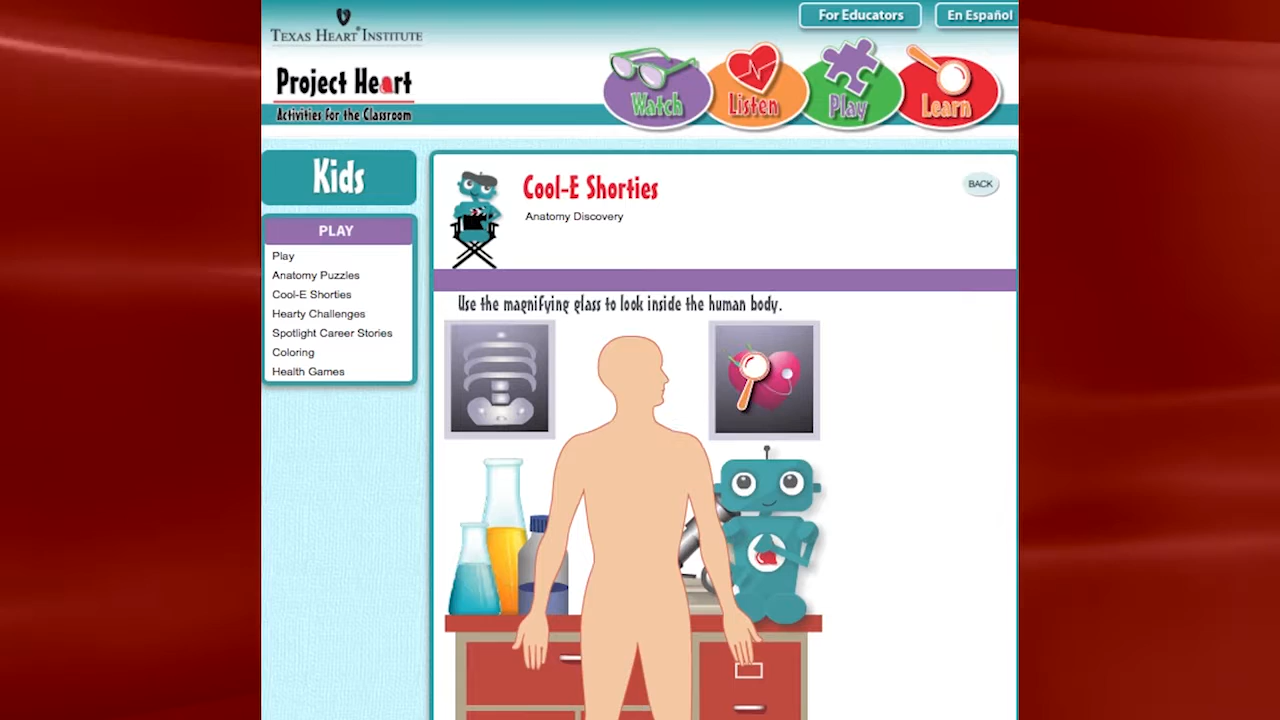 For Educators
En Español
TEXAS HEART® INSTITUTE
Project Heart
Activities for the Classroom
Watch
Listen
Play
Learn
Kids
PLAY
Play
Anatomy Puzzles
Cool-E Shorties
Hearty Challenges
Spotlight Career Stories
Coloring
Health Games
Cool-E Shorties
Anatomy Discovery
BACK
Use the magnifying glass to look inside the human body.